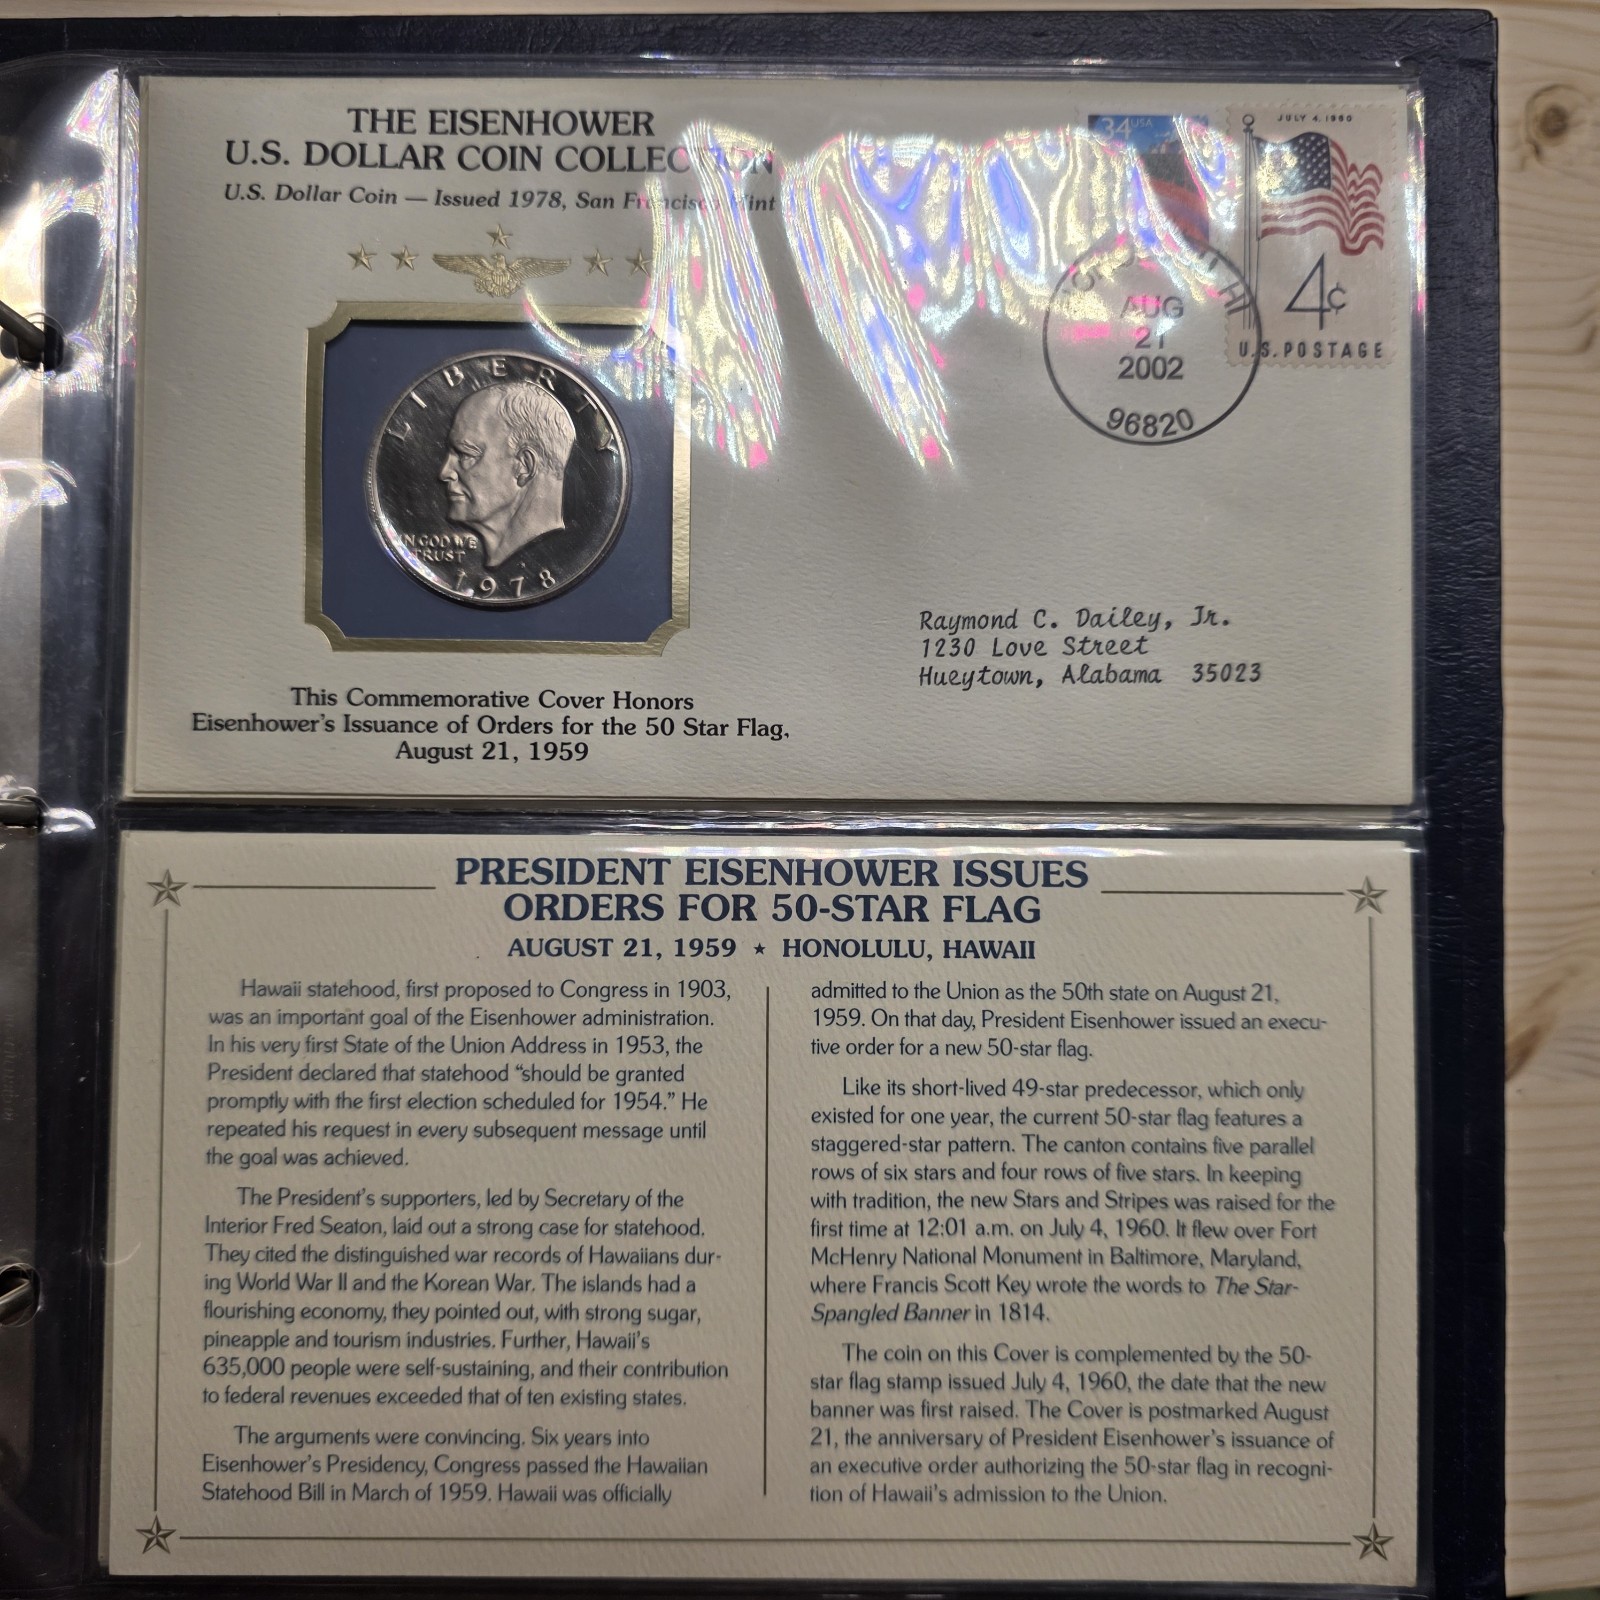 THE EISENHOWER
U.S. DOLLAR COIN COLLECTION
U.S. Dollar Coin — Issued 1978, San Francisco Mint
LIBERTY
IN GOD WE
TRUST
1978
This Commemorative Cover Honors
Eisenhower's Issuance of Orders for the 50 Star Flag,
August 21, 1959
34 USA
JULY 4, 1960
4¢
U.S. POSTAGE
HI
AUG
21
2002
96820
Raymond C. Dailey, Jr.
1230 Love Street
Hueytown, Alabama 35023
PRESIDENT EISENHOWER ISSUES
ORDERS FOR 50-STAR FLAG
AUGUST 21, 1959 ★ HONOLULU, HAWAII
Hawaii statehood, first proposed to Congress in 1903,
was an important goal of the Eisenhower administration.
In his very first State of the Union Address in 1953, the
President declared that statehood “should be granted
promptly with the first election scheduled for 1954.” He
repeated his request in every subsequent message until
the goal was achieved.
The President's supporters, led by Secretary of the
Interior Fred Seaton, laid out a strong case for statehood.
They cited the distinguished war records of Hawaiians dur-
ing World War II and the Korean War. The islands had a
flourishing economy, they pointed out, with strong sugar,
pineapple and tourism industries. Further, Hawaii's
635,000 people were self-sustaining, and their contribution
to federal revenues exceeded that of ten existing states.
The arguments were convincing. Six years into
Eisenhower's Presidency, Congress passed the Hawaiian
Statehood Bill in March of 1959. Hawaii was officially
admitted to the Union as the 50th state on August 21,
1959. On that day, President Eisenhower issued an execu-
tive order for a new 50-star flag.
Like its short-lived 49-star predecessor, which only
existed for one year, the current 50-star flag features a
staggered-star pattern. The canton contains five parallel
rows of six stars and four rows of five stars. In keeping
with tradition, the new Stars and Stripes was raised for the
first time at 12:01 a.m. on July 4, 1960. It flew over Fort
McHenry National Monument in Baltimore, Maryland,
where Francis Scott Key wrote the words to The Star-
Spangled Banner in 1814.
The coin on this Cover is complemented by the 50-
star flag stamp issued July 4, 1960, the date that the new
banner was first raised. The Cover is postmarked August
21, the anniversary of President Eisenhower's issuance of
an executive order authorizing the 50-star flag in recogni-
tion of Hawaii's admission to the Union.